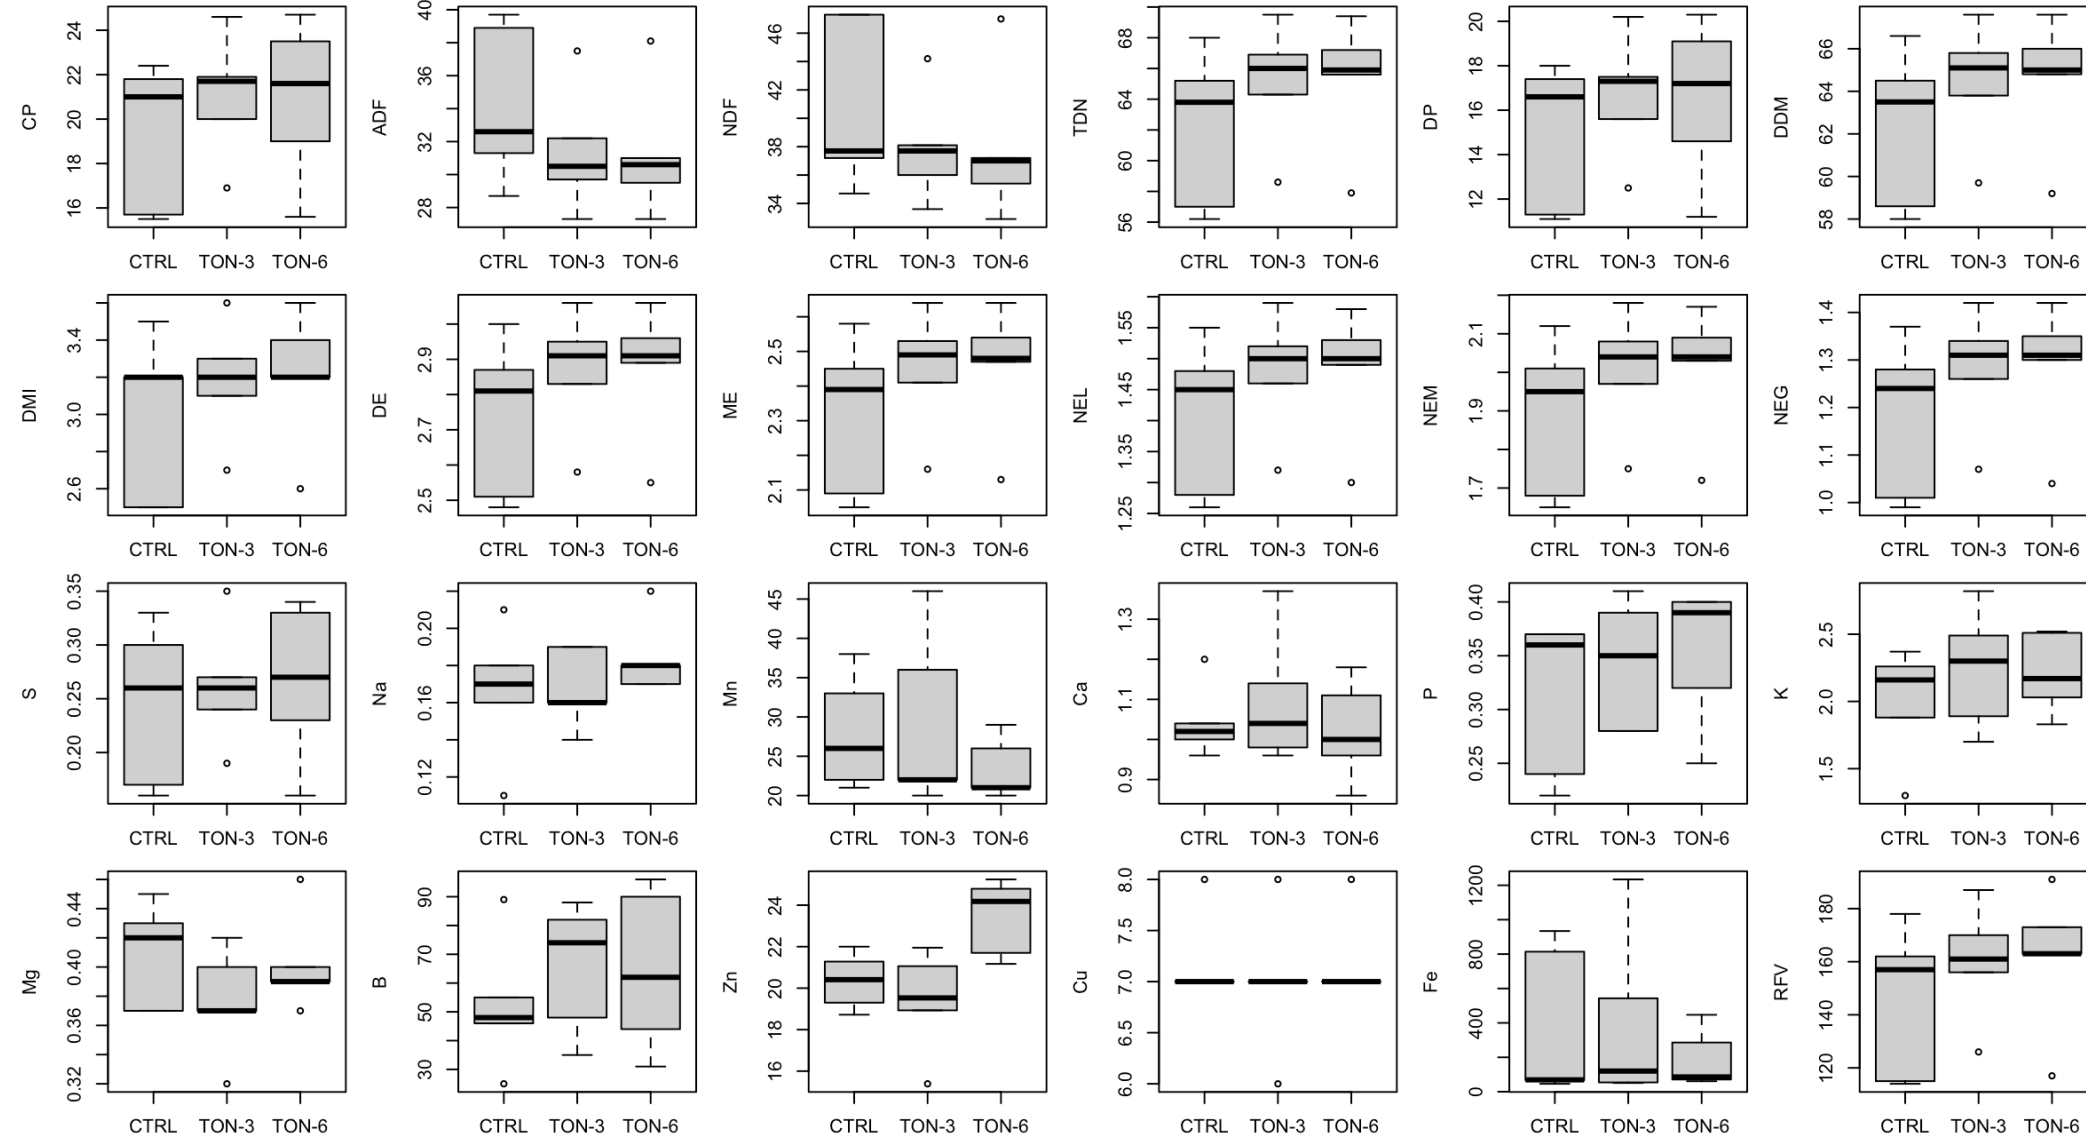 CP
24
22
20
18
16
CTRL TON-3 TON-6
ADF
40
36
32
28
CTRL TON-3 TON-6
NDF
46
42
38
34
CTRL TON-3 TON-6
TDN
68
64
60
56
CTRL TON-3 TON-6
DP
20
18
16
14
12
CTRL TON-3 TON-6
DDM
66
64
62
60
58
CTRL TON-3 TON-6
DMI
3.4
3.0
2.6
CTRL TON-3 TON-6
DE
2.9
2.7
2.5
CTRL TON-3 TON-6
ME
2.5
2.3
2.1
CTRL TON-3 TON-6
NEL
1.55
1.45
1.35
1.25
CTRL TON-3 TON-6
NEM
2.1
1.9
1.7
CTRL TON-3 TON-6
NEG
1.4
1.3
1.2
1.1
1.0
CTRL TON-3 TON-6
S
0.35
0.30
0.25
0.20
CTRL TON-3 TON-6
Na
0.20
0.16
0.12
CTRL TON-3 TON-6
Mn
45
40
35
30
25
20
CTRL TON-3 TON-6
Ca
1.3
1.1
0.9
CTRL TON-3 TON-6
P
0.40
0.35
0.30
0.25
CTRL TON-3 TON-6
K
2.5
2.0
1.5
CTRL TON-3 TON-6
Mg
0.44
0.40
0.36
0.32
CTRL TON-3 TON-6
B
90
70
50
30
CTRL TON-3 TON-6
Zn
24
22
20
18
16
CTRL TON-3 TON-6
Cu
8.0
7.5
7.0
6.5
6.0
CTRL TON-3 TON-6
Fe
1200
800
400
0
CTRL TON-3 TON-6
RFV
180
160
140
120
CTRL TON-3 TON-6